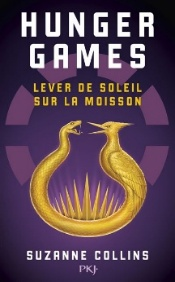 HUNGER
GAMES
LEVER DE SOLEIL
SUR LA MOISSON
SUZANNE COLLINS
PKJ.